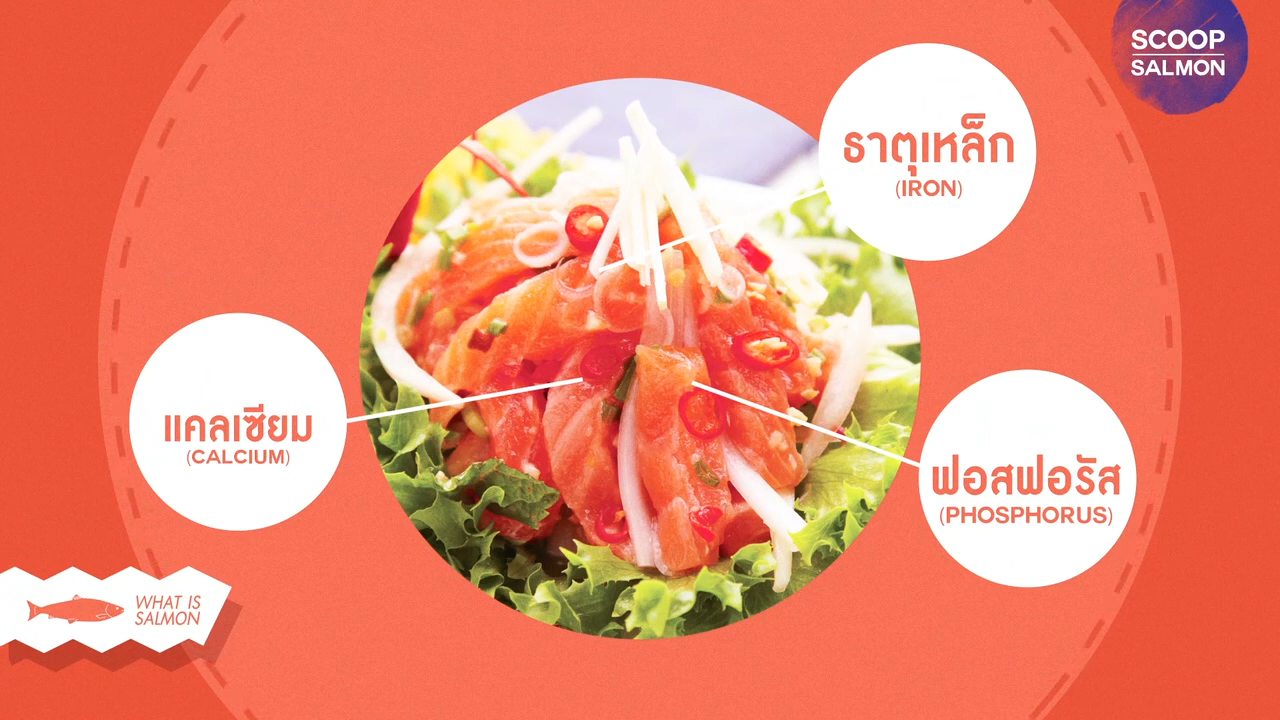 SCOOP
SALMON
ธาตุเหล็ก
(IRON)
แคลเซียม
(CALCIUM)
ฟอสฟอรัส
(PHOSPHORUS)
WHAT IS
SALMON